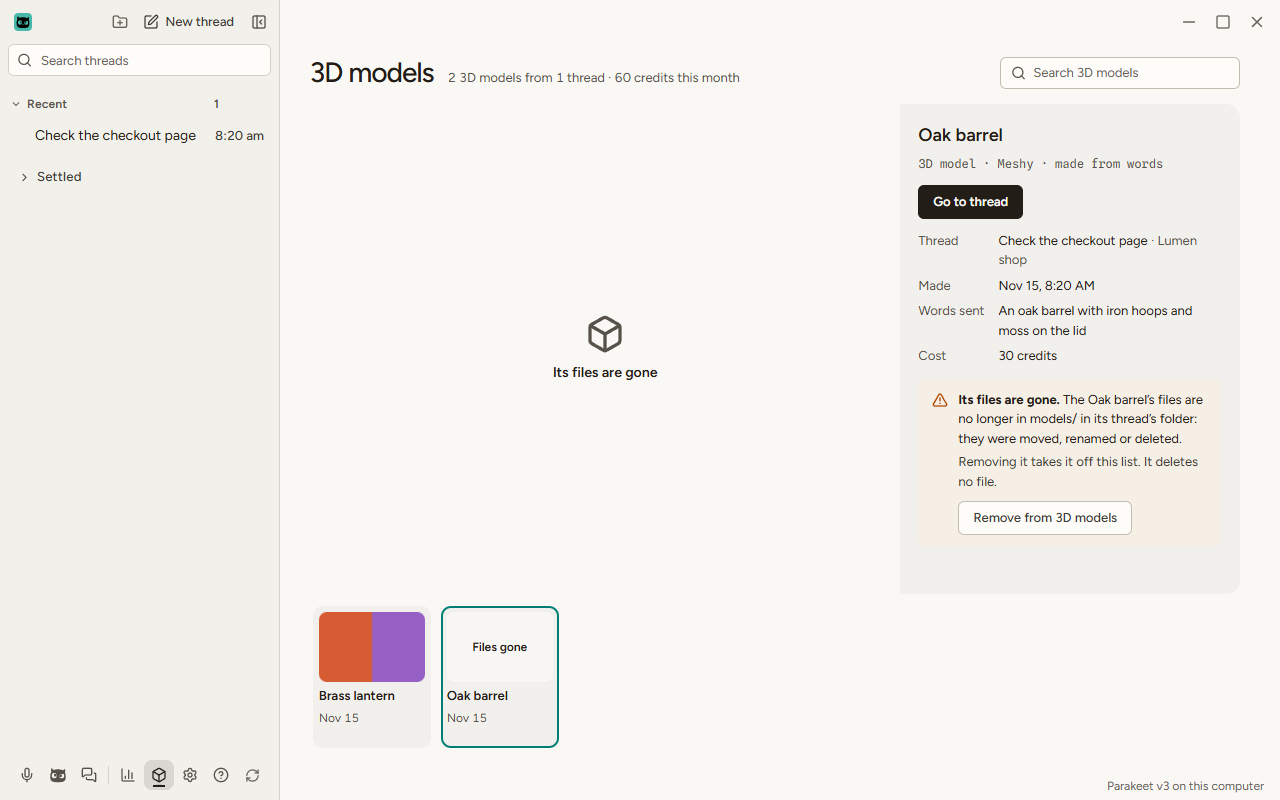 New thread
Search threads
Recent 1
Check the checkout page 8:20 am
Settled
3D models 2 3D models from 1 thread · 60 credits this month
Search 3D models
Its files are gone
Oak barrel
3D model · Meshy · made from words
Go to thread
Thread Check the checkout page · Lumen
shop
Made Nov 15, 8:20 AM
Words sent An oak barrel with iron hoops and
moss on the lid
Cost 30 credits
Its files are gone. The Oak barrel’s files are
no longer in models/ in its thread’s folder:
they were moved, renamed or deleted.
Removing it takes it off this list. It deletes
no file.
Remove from 3D models
Brass lantern
Nov 15
Files gone
Oak barrel
Nov 15
Parakeet v3 on this computer